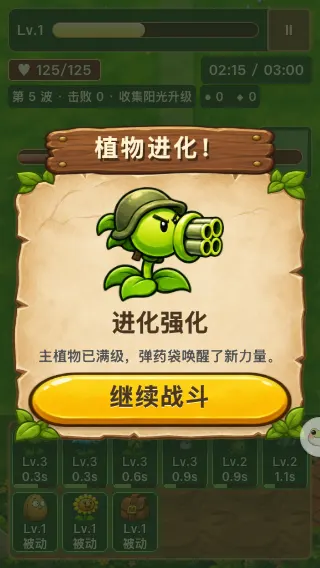 Lv.1
125/125
02:15 / 03:00
第 5 波 · 击败 0 · 收集阳光升级
0 0
植物进化！
进化强化
主植物已满级，弹药袋唤醒了新力量。
继续战斗
Lv.3 Lv.3 Lv.3 Lv.3 Lv.2 Lv.2
0.3s 0.3s 0.6s 0.9s 0.9s 1.1s
Lv.1 Lv.1 Lv.1
被动 被动 被动